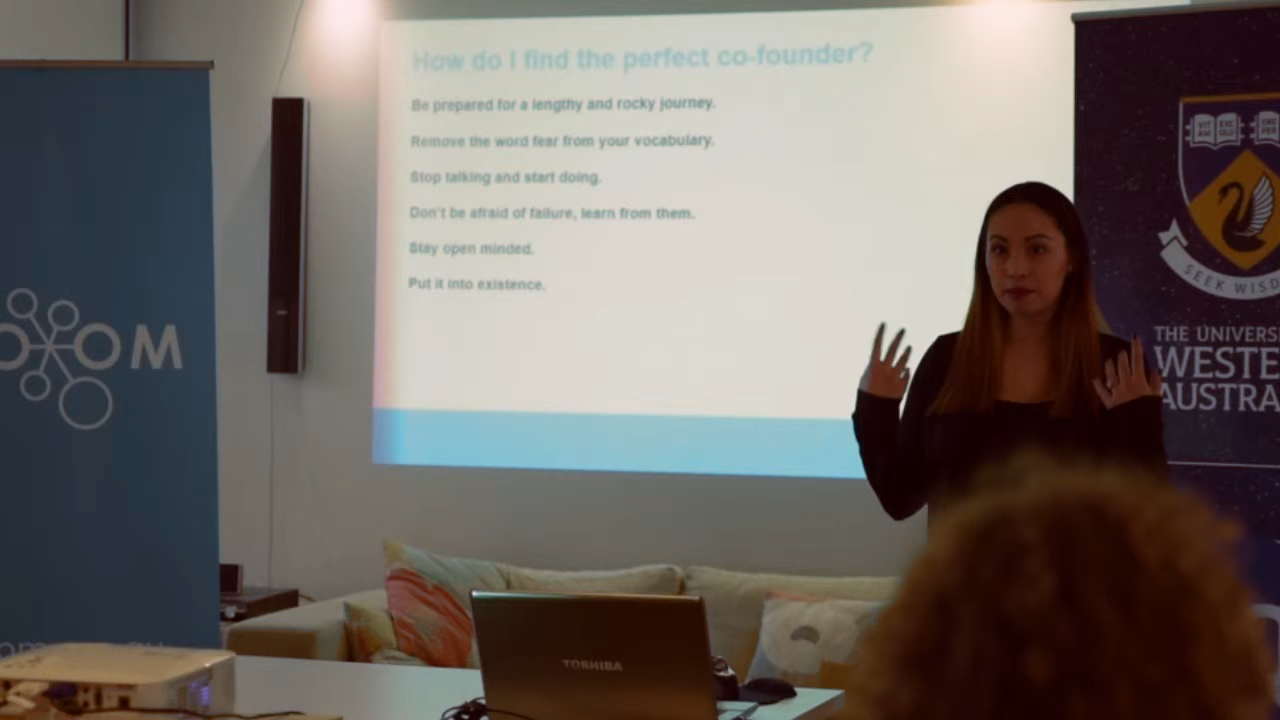 How do I find the perfect co-founder?
Be prepared for a lengthy and rocky journey.
Remove the word fear from your vocabulary.
Stop talking and start doing.
Don't be afraid of failure, learn from them.
Stay open minded.
Put it into existence.
OOM
SEEK WISD
THE UNIVERS
WESTE
AUSTRA
TOSHIBA